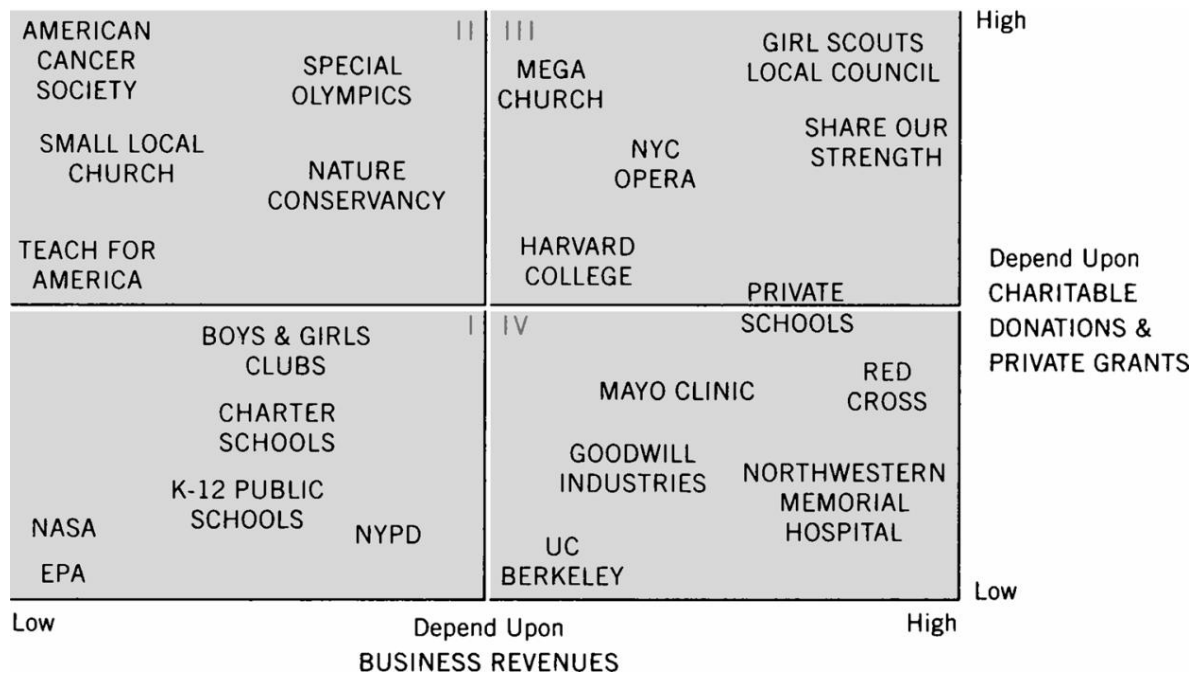 AMERICAN
CANCER
SOCIETY
SPECIAL
OLYMPICS
SMALL LOCAL
CHURCH
NATURE
CONSERVANCY
TEACH FOR
AMERICA
II
III
MEGA
CHURCH
GIRL SCOUTS
LOCAL COUNCIL
NYC
OPERA
SHARE OUR
STRENGTH
HARVARD
COLLEGE
PRIVATE
SCHOOLS
I
BOYS & GIRLS
CLUBS
CHARTER
SCHOOLS
K-12 PUBLIC
SCHOOLS
NASA
NYPD
EPA
IV
MAYO CLINIC
RED
CROSS
GOODWILL
INDUSTRIES
NORTHWESTERN
MEMORIAL
HOSPITAL
UC
BERKELEY
High
Depend Upon
CHARITABLE
DONATIONS &
PRIVATE GRANTS
Low
Low
Depend Upon
BUSINESS REVENUES
High